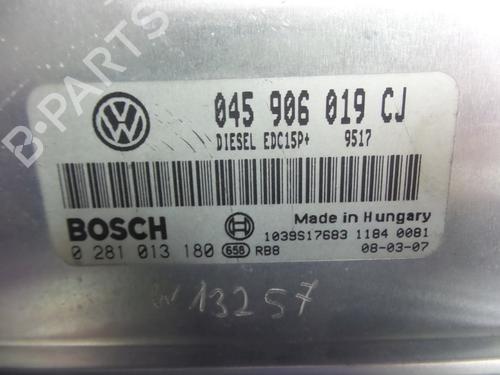 045 906 019 CJ
DIESEL EDC15P+ 9517
BOSCH
Made in Hungary
0 281 013 180 656 RB8
1039S17683 1184 0081
08-03-07
13257
B-Parts